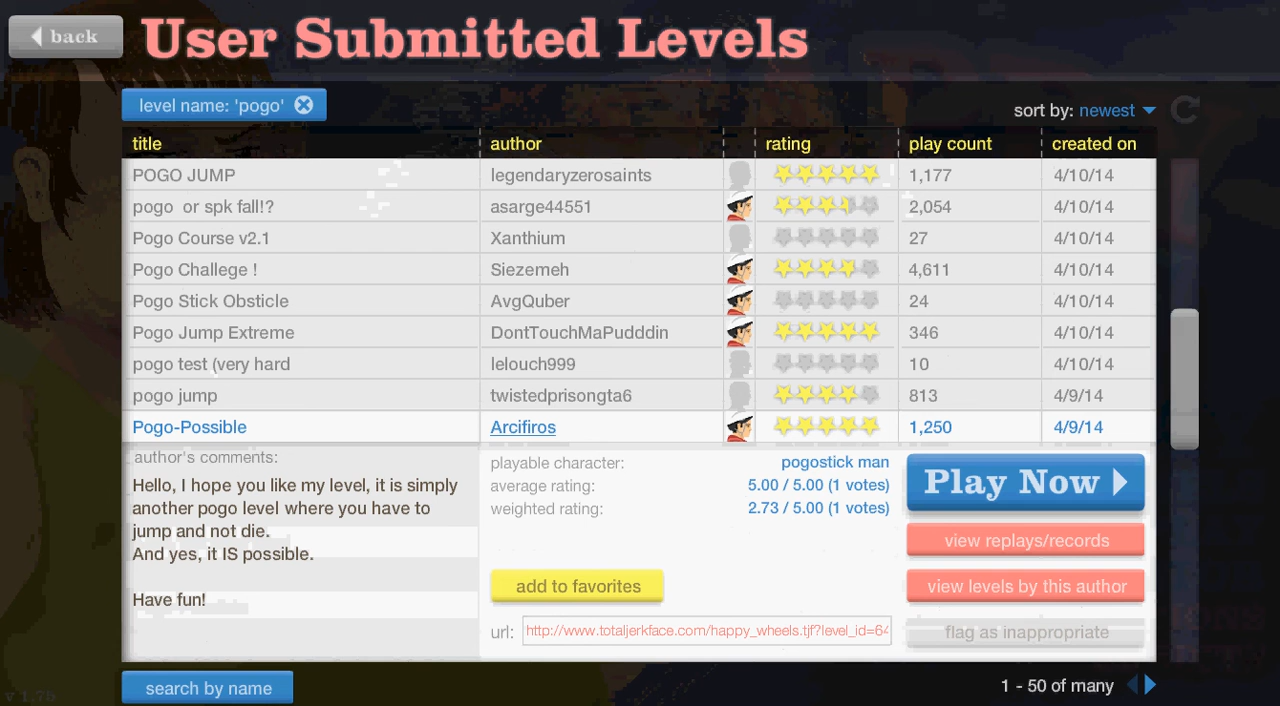 back
User Submitted Levels
level name: 'pogo'
sort by: newest
title author rating play count created on
POGO JUMP legendaryzerosaints 1,177 4/10/14
pogo or spk fall!? asarge44551 2,054 4/10/14
Pogo Course v2.1 Xanthium 27 4/10/14
Pogo Challege ! Siezemeh 4,611 4/10/14
Pogo Stick Obsticle AvgQuber 24 4/10/14
Pogo Jump Extreme DontTouchMaPudddin 346 4/10/14
pogo test (very hard lelouch999 10 4/10/14
pogo jump twistedprisongta6 813 4/9/14
Pogo-Possible Arcifiros 1,250 4/9/14
author's comments:
Hello, I hope you like my level, it is simply
another pogo level where you have to
jump and not die.
And yes, it IS possible.
Have fun!
playable character: pogostick man
average rating: 5.00 / 5.00 (1 votes)
weighted rating: 2.73 / 5.00 (1 votes)
add to favorites
url: http://www.totaljerkface.com/happy_wheels.tjf?level_id=64
Play Now
view replays/records
view levels by this author
flag as inappropriate
search by name
1 - 50 of many